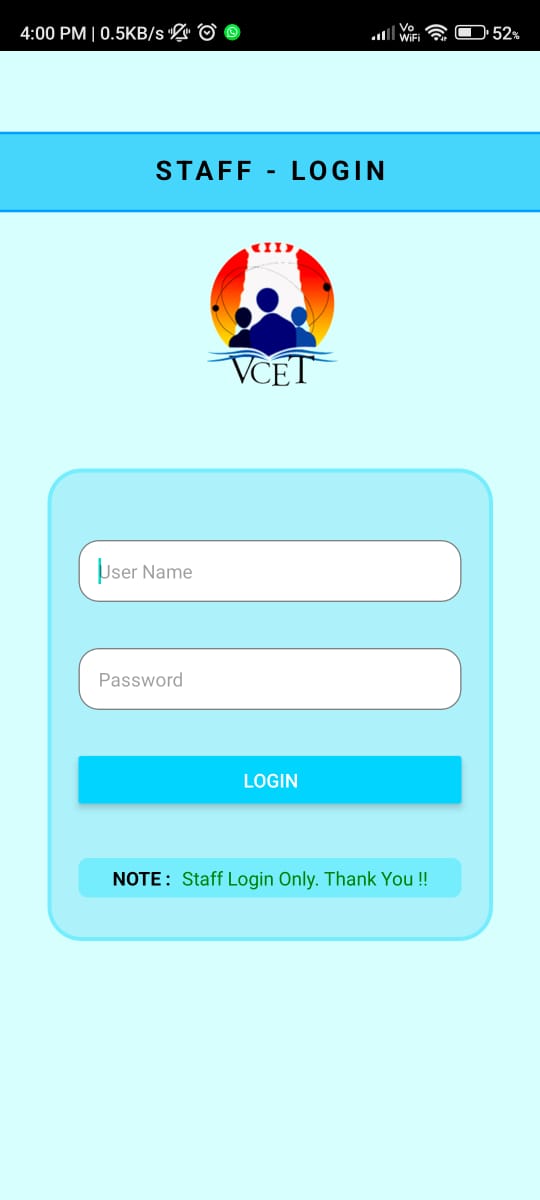 4:00 PM | 0.5KB/s Vo WiFi 52%
STAFF - LOGIN
VCET
User Name
Password
LOGIN
NOTE : Staff Login Only. Thank You !!